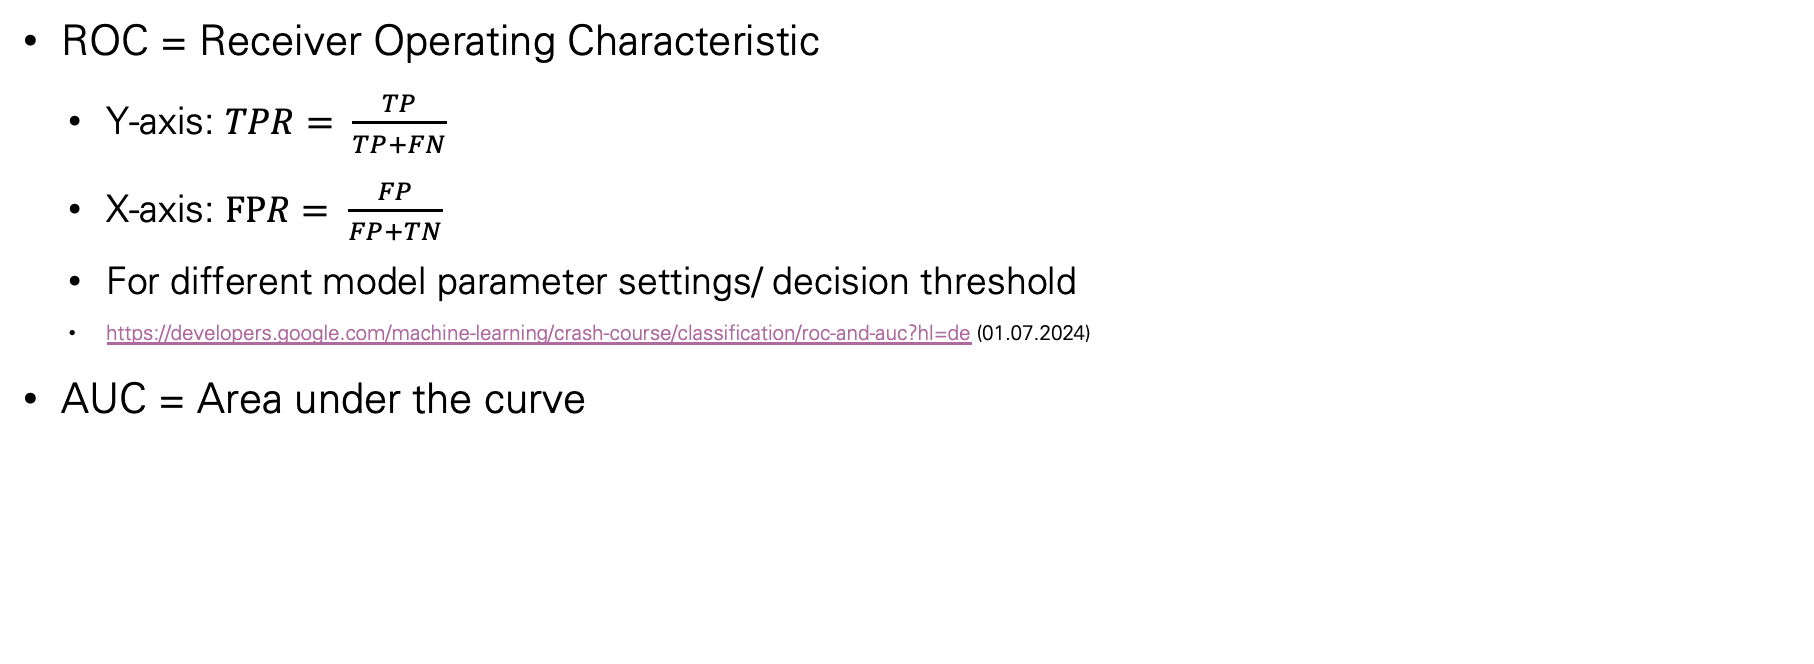 • ROC = Receiver Operating Characteristic
• Y-axis: TPR = TP / TP+FN
• X-axis: FPR = FP / FP+TN
• For different model parameter settings/ decision threshold
• https://developers.google.com/machine-learning/crash-course/classification/roc-and-auc?hl=de (01.07.2024)
• AUC = Area under the curve